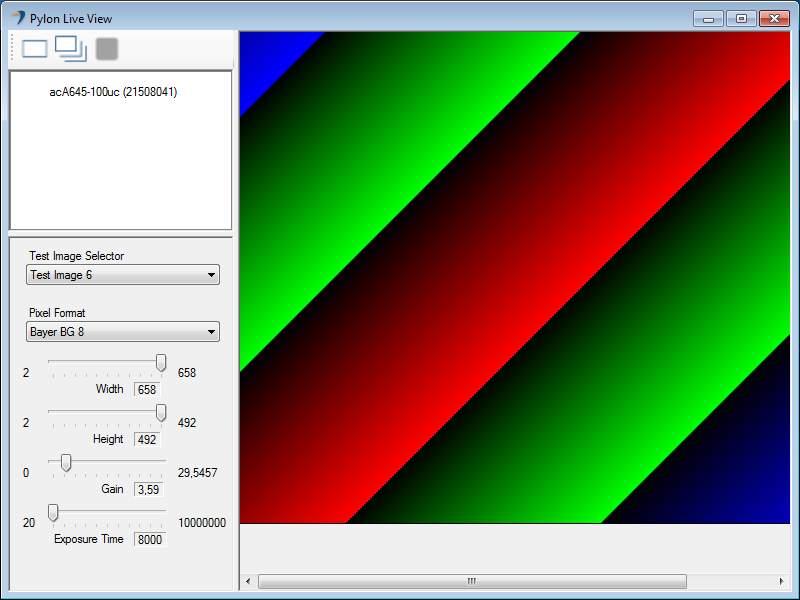 Pylon Live View
acA645-100uc (21508041)
Test Image Selector
Test Image 6
Pixel Format
Bayer BG 8
2 658
Width 658
2 492
Height 492
0 29,5457
Gain 3,59
20 10000000
Exposure Time 8000